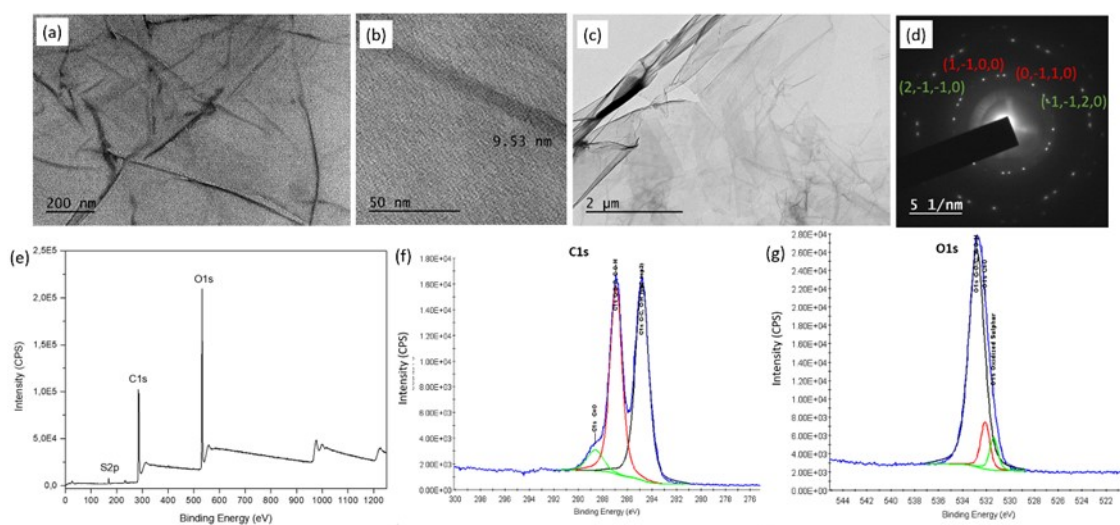 (a)
200 nm
(b)
9.53 nm
50 nm
(c)
2 µm
(d)
(1,-1,0,0)
(0,-1,1,0)
(2,-1,-1,0)
(-1,-1,2,0)
5 1/nm
(e)
2,5E5
2,0E5
1,5E5
1,0E5
5,0E4
0,0
Intensity (CPS)
O1s
C1s
S2p
0 100 200 300 400 500 600 700 800 900 1000 1100 1200
Binding Energy (eV)
(f)
C1s
1.80E+04
1.60E+04
1.40E+04
1.20E+04
1.00E+04
8.00E+03
6.00E+03
4.00E+03
2.00E+03
0.00E+00
Intensity (CPS)
C1s C=O
300 298 296 294 292 290 288 286 284 282 280 278 276
Binding Energy (eV)
(g)
O1s
2.80E+04
2.60E+04
2.40E+04
2.20E+04
2.00E+04
1.80E+04
1.60E+04
1.40E+04
1.20E+04
1.00E+04
8.00E+03
6.00E+03
4.00E+03
2.00E+03
0.00E+00
Intensity (CPS)
O1s C=O
O1s Oxidised Sulphur
544 542 540 538 536 534 532 530 528 526 524 522
Binding Energy (eV)